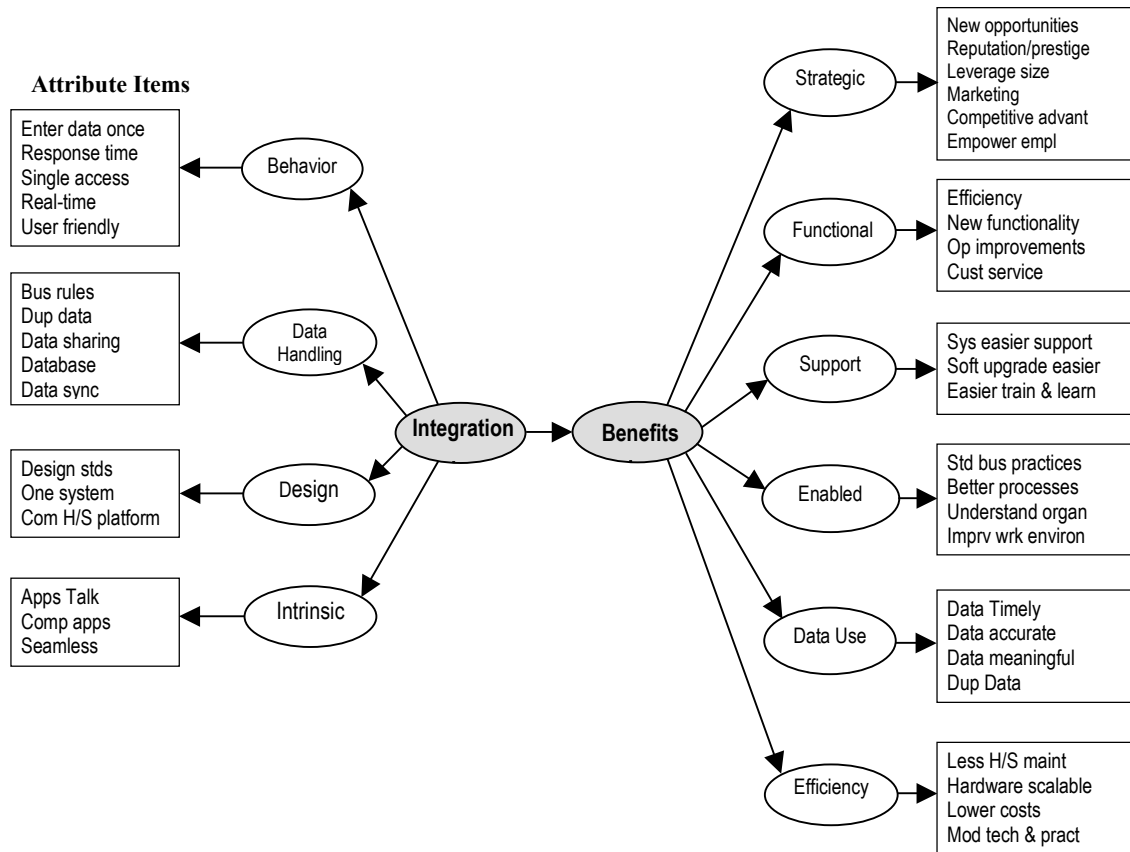 Attribute Items
Enter data once
Response time
Single access
Real-time
User friendly
Behavior
Bus rules
Dup data
Data sharing
Database
Data sync
Data
Handling
Design stds
One system
Com H/S platform
Design
Apps Talk
Comp apps
Seamless
Intrinsic
Integration
Benefits
Strategic
New opportunities
Reputation/prestige
Leverage size
Marketing
Competitive advant
Empower empl
Functional
Efficiency
New functionality
Op improvements
Cust service
Support
Sys easier support
Soft upgrade easier
Easier train & learn
Enabled
Std bus practices
Better processes
Understand organ
Imprv wrk environ
Data Use
Data Timely
Data accurate
Data meaningful
Dup Data
Efficiency
Less H/S maint
Hardware scalable
Lower costs
Mod tech & pract